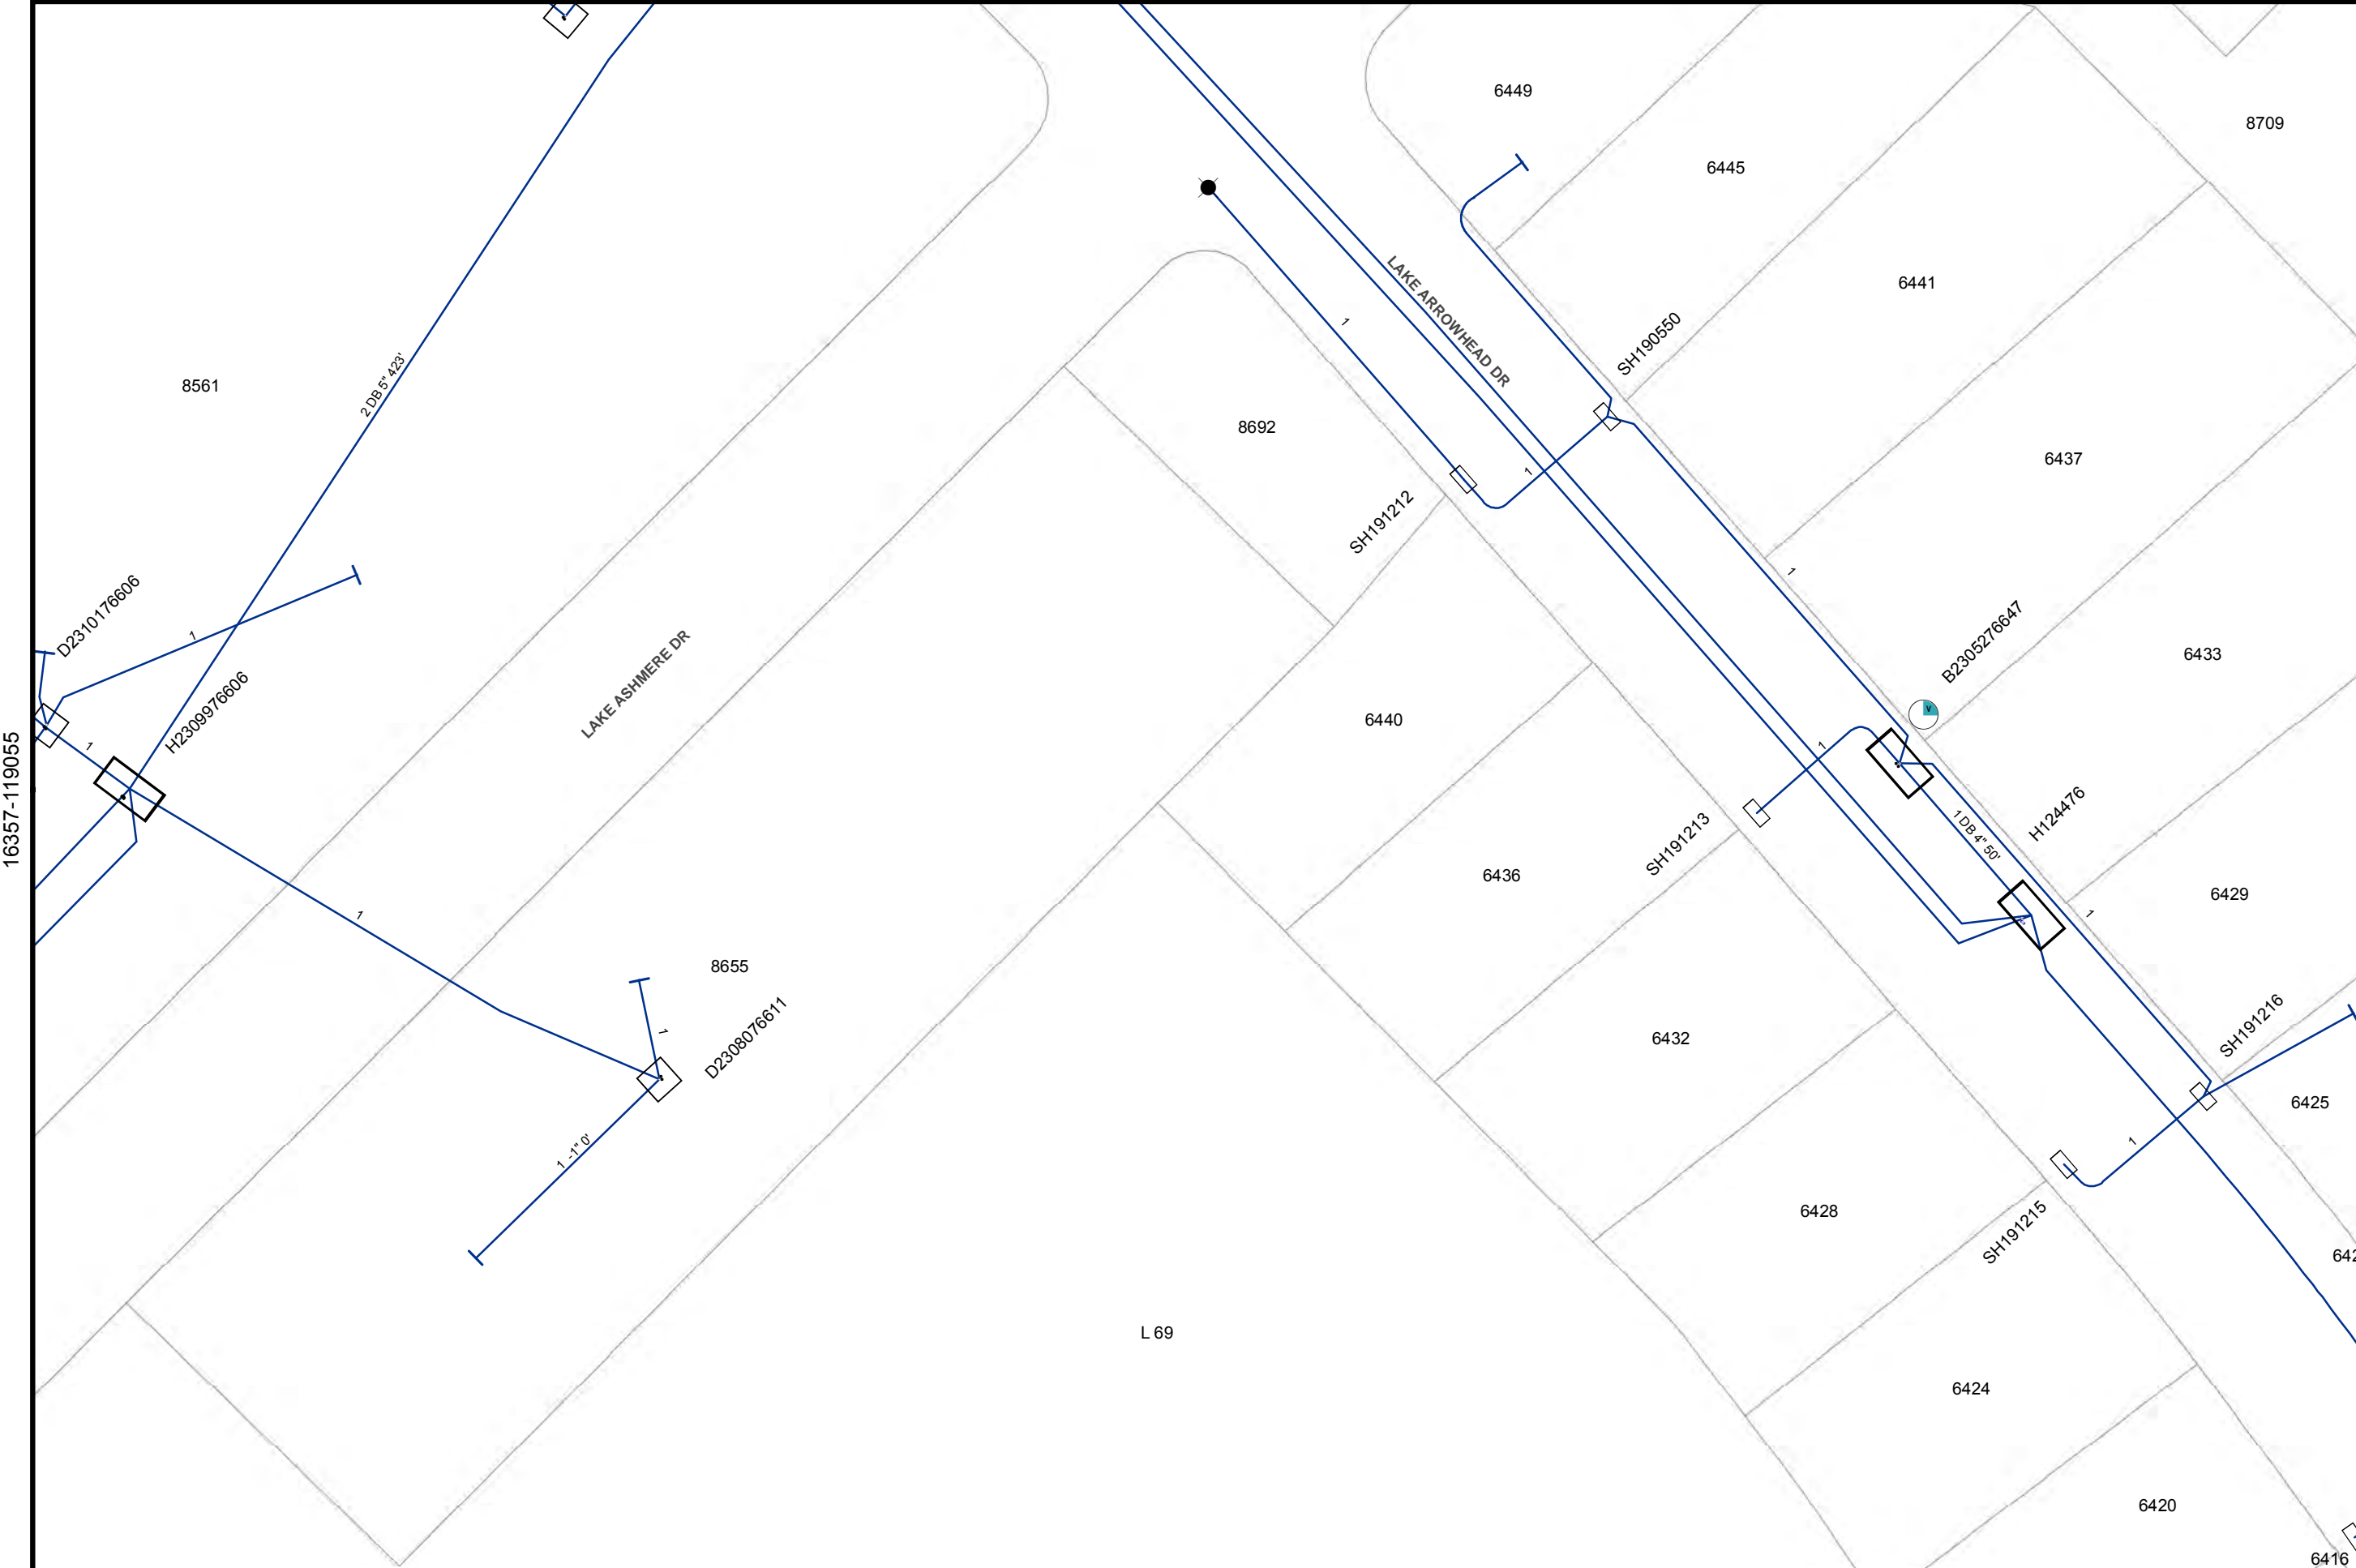 6449
8709
6445
6441
LAKE ARROWHEAD DR
1
SH190550
2 DB 5" 423'
8561
8692
6437
1
SH191212
1
D2310176606
1
B2305276647
6433
LAKE ASHMERE DR
H2309976606
V
6440
1
1
16357-119055
H124476
1 DB 4" 50'
SH191213
6436
6429
1
1
8655
D2308076611
1
SH191216
6432
6425
1
1 -1" 0'
6428
SH191215
642
L 69
6424
6420
6416